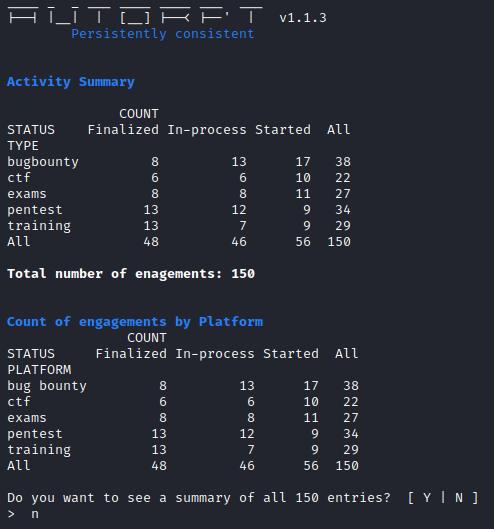 v1.1.3
Persistently consistent
Activity Summary
COUNT
STATUS Finalized In-process Started All
TYPE
bugbounty 8 13 17 38
ctf 6 6 10 22
exams 8 8 11 27
pentest 13 12 9 34
training 13 7 9 29
All 48 46 56 150
Total number of enagements: 150
Count of engagements by Platform
COUNT
STATUS Finalized In-process Started All
PLATFORM
bug bounty 8 13 17 38
ctf 6 6 10 22
exams 8 8 11 27
pentest 13 12 9 34
training 13 7 9 29
All 48 46 56 150
Do you want to see a summary of all 150 entries? [ Y | N ]
> n